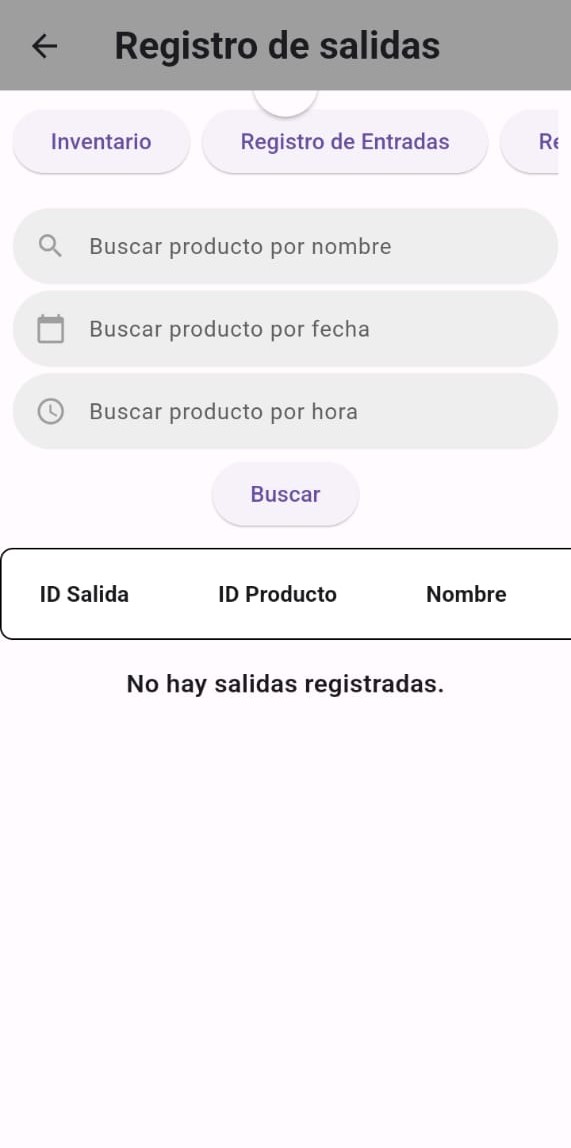 Registro de salidas
Inventario
Registro de Entradas
Re
Buscar producto por nombre
Buscar producto por fecha
Buscar producto por hora
Buscar
ID Salida ID Producto Nombre
No hay salidas registradas.